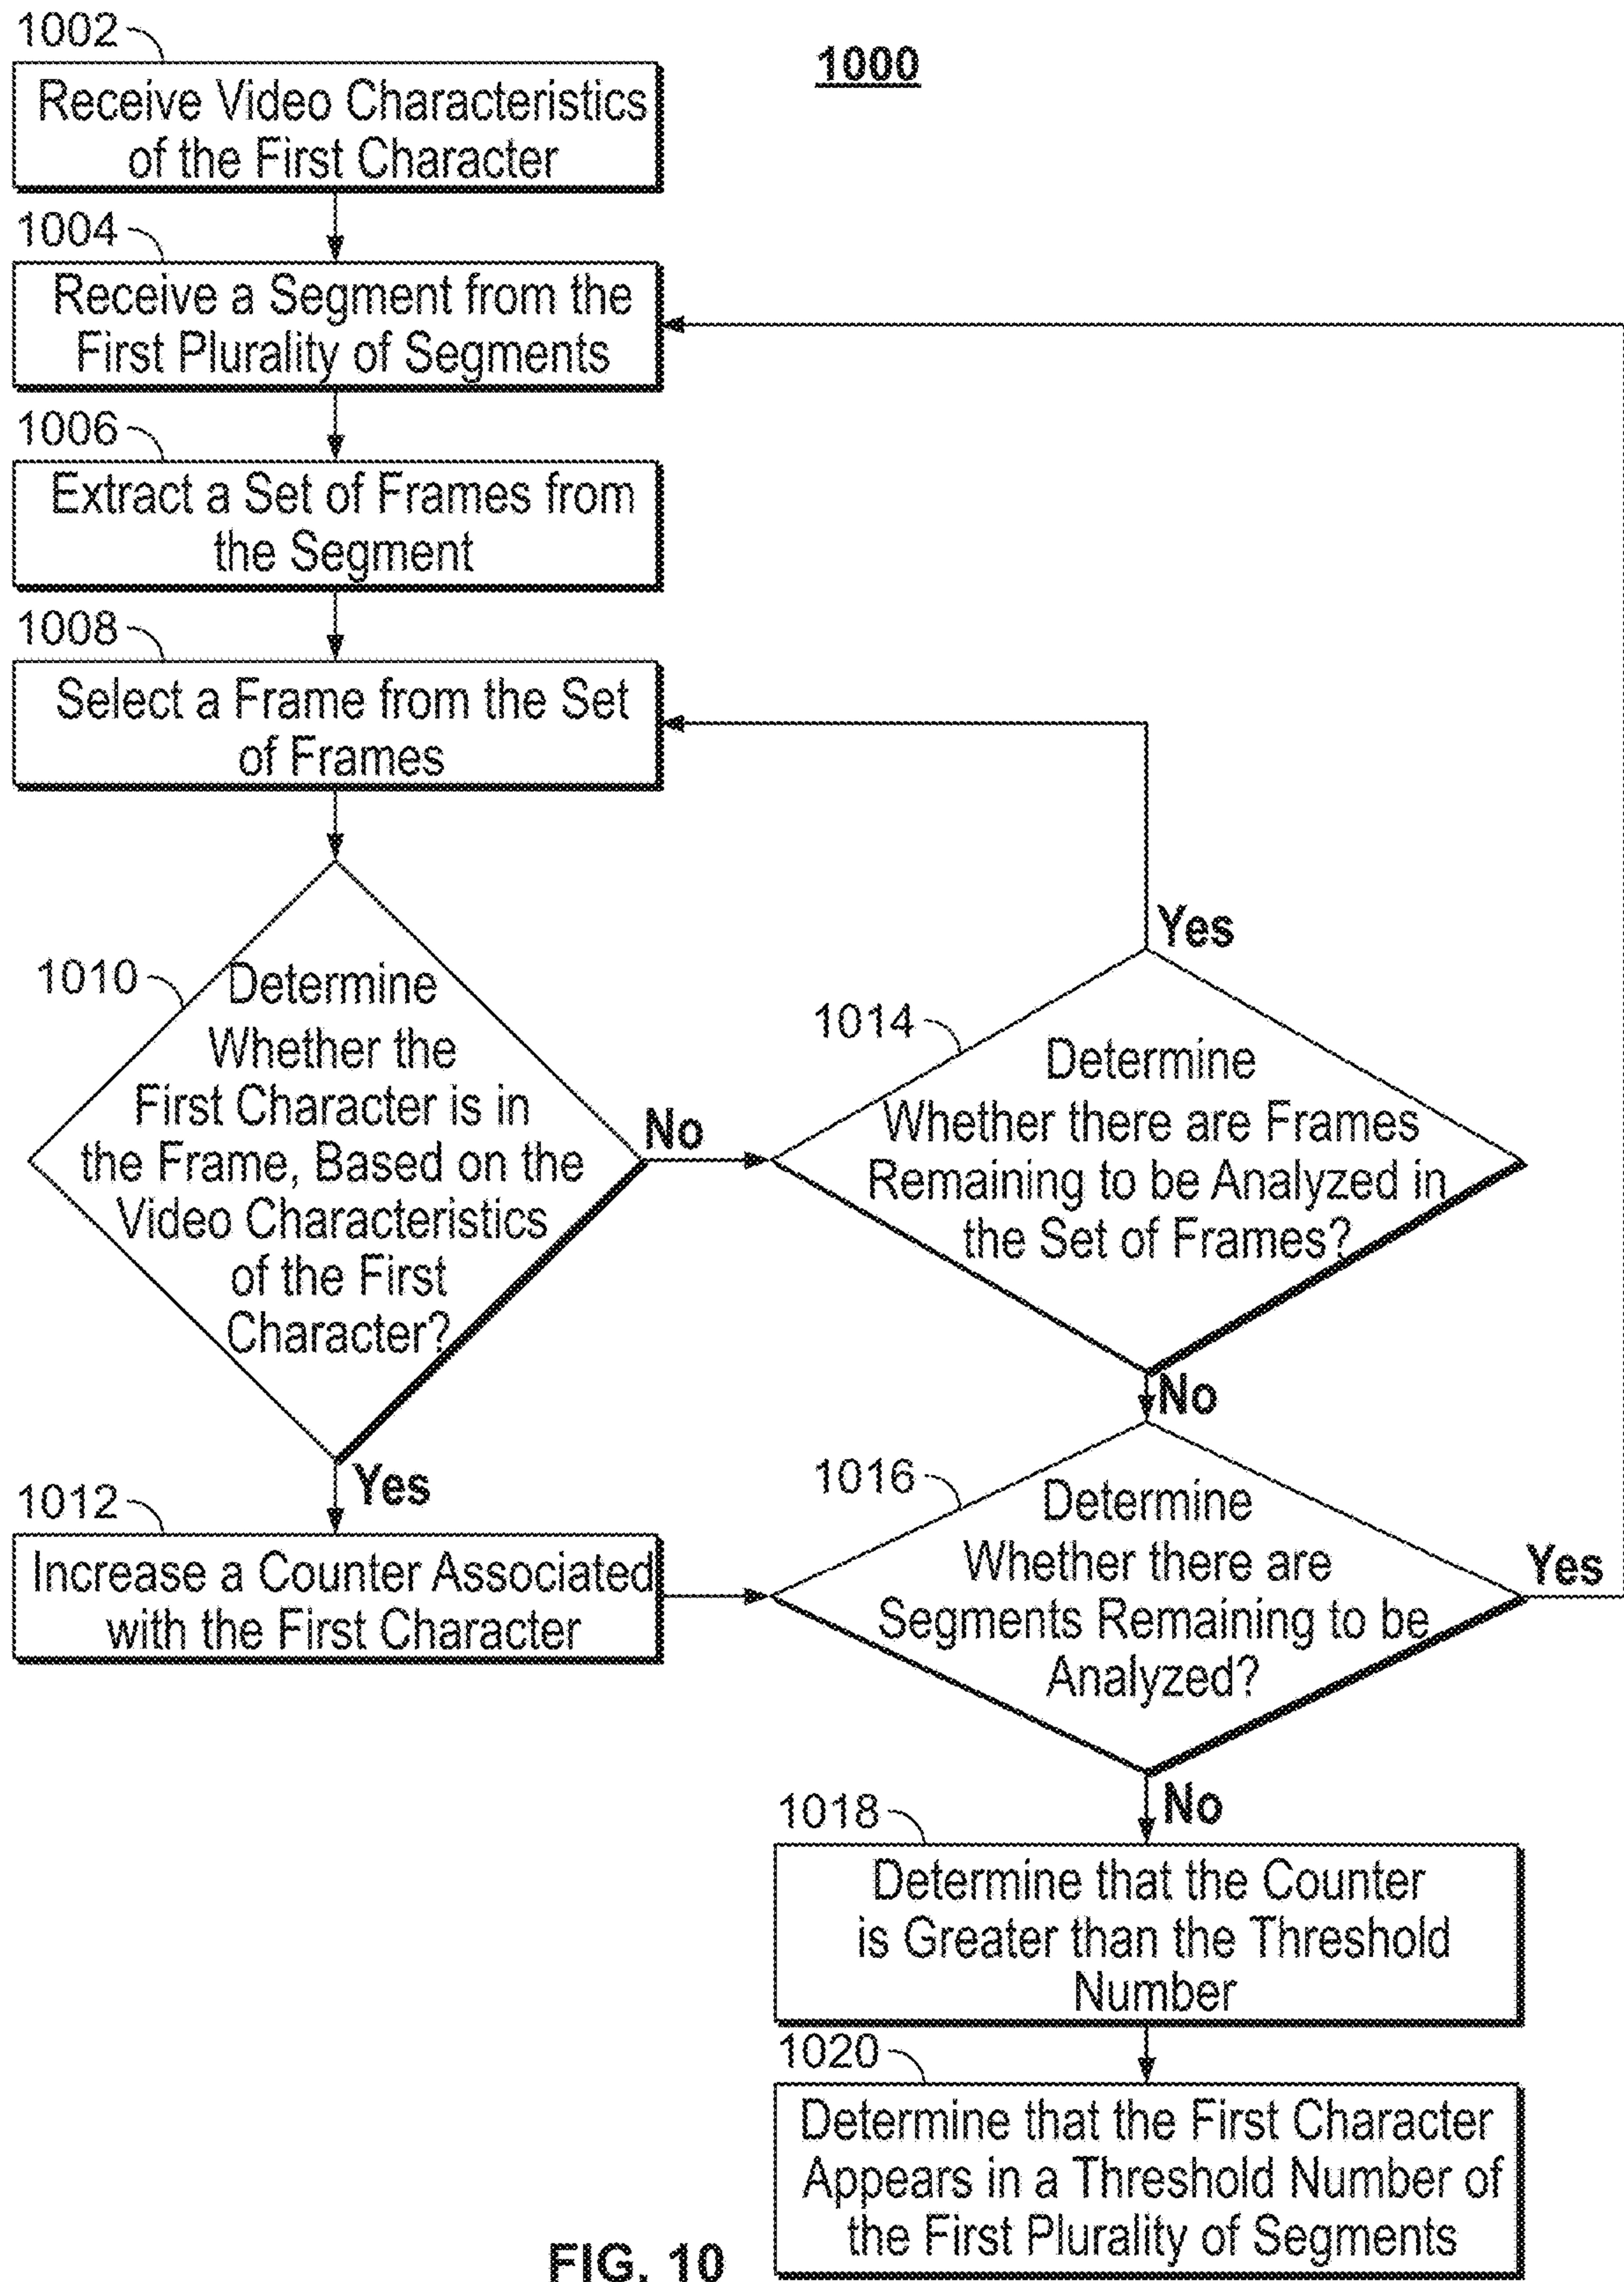 1000
1002
Receive Video Characteristics
of the First Character
1004
Receive a Segment from the
First Plurality of Segments
1006
Extract a Set of Frames from
the Segment
1008
Select a Frame from the Set
of Frames
1010
Determine
Whether the
First Character is in
the Frame, Based on the
Video Characteristics
of the First
Character?
No
Yes
1012
Increase a Counter Associated
with the First Character
1014
Determine
Whether there are Frames
Remaining to be Analyzed in
the Set of Frames?
Yes
No
1016
Determine
Whether there are
Segments Remaining to be
Analyzed?
Yes
No
1018
Determine that the Counter
is Greater than the Threshold
Number
1020
Determine that the First Character
Appears in a Threshold Number of
the First Plurality of Segments
FIG. 10